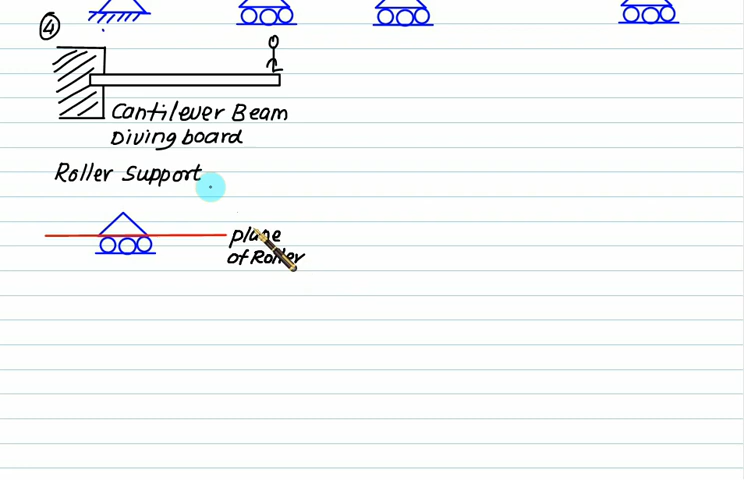 4
Cantilever Beam
Diving board
Roller Support
plane
of Roller